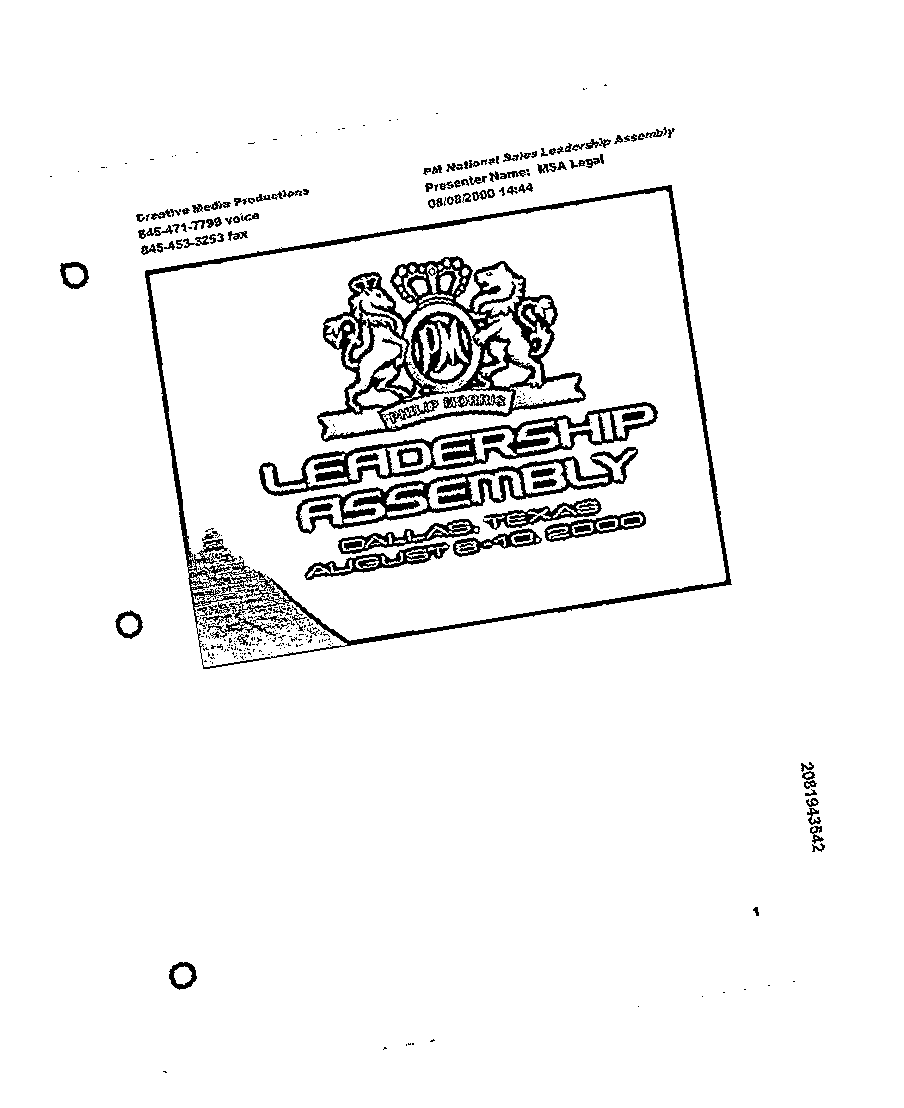 Creative Media Productions
845-471-7798 voice
845-453-3253 fax
PM National Sales Leadership Assembly
Presenter Name: MSA Legal
08/08/2000 14:44
PM
PHILIP MORRIS
LEADERSHIP
ASSEMBLY
DALLAS, TEXAS
AUGUST 8-10, 2000
2081943542
1